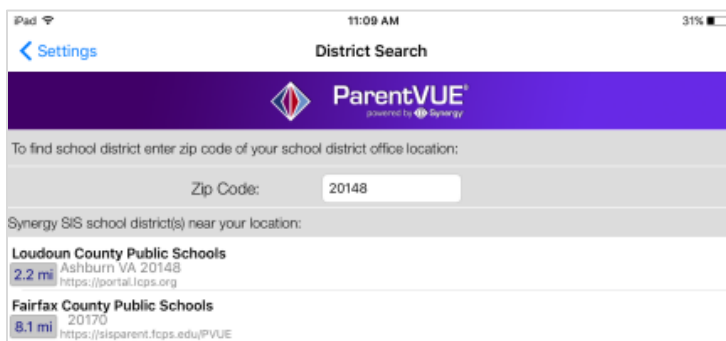 iPad 11:09 AM 31%
Settings District Search
ParentVUE®
powered by Synergy
To find school district enter zip code of your school district office location:
Zip Code: 20148
Synergy SIS school district(s) near your location:
Loudoun County Public Schools
Ashburn VA 20148
2.2 mi
https://portal.lcps.org
Fairfax County Public Schools
20170
8.1 mi
https://sisparent.fcps.edu/PVUE